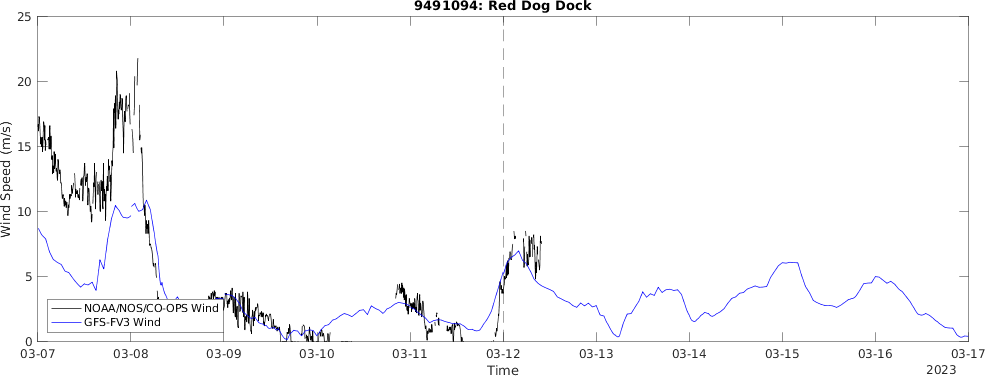 9491094: Red Dog Dock
25
20
15
10
5
0
Wind Speed (m/s)
NOAA/NOS/CO-OPS Wind
GFS-FV3 Wind
03-07 03-08 03-09 03-10 03-11 03-12 03-13 03-14 03-15 03-16 03-17
Time
2023